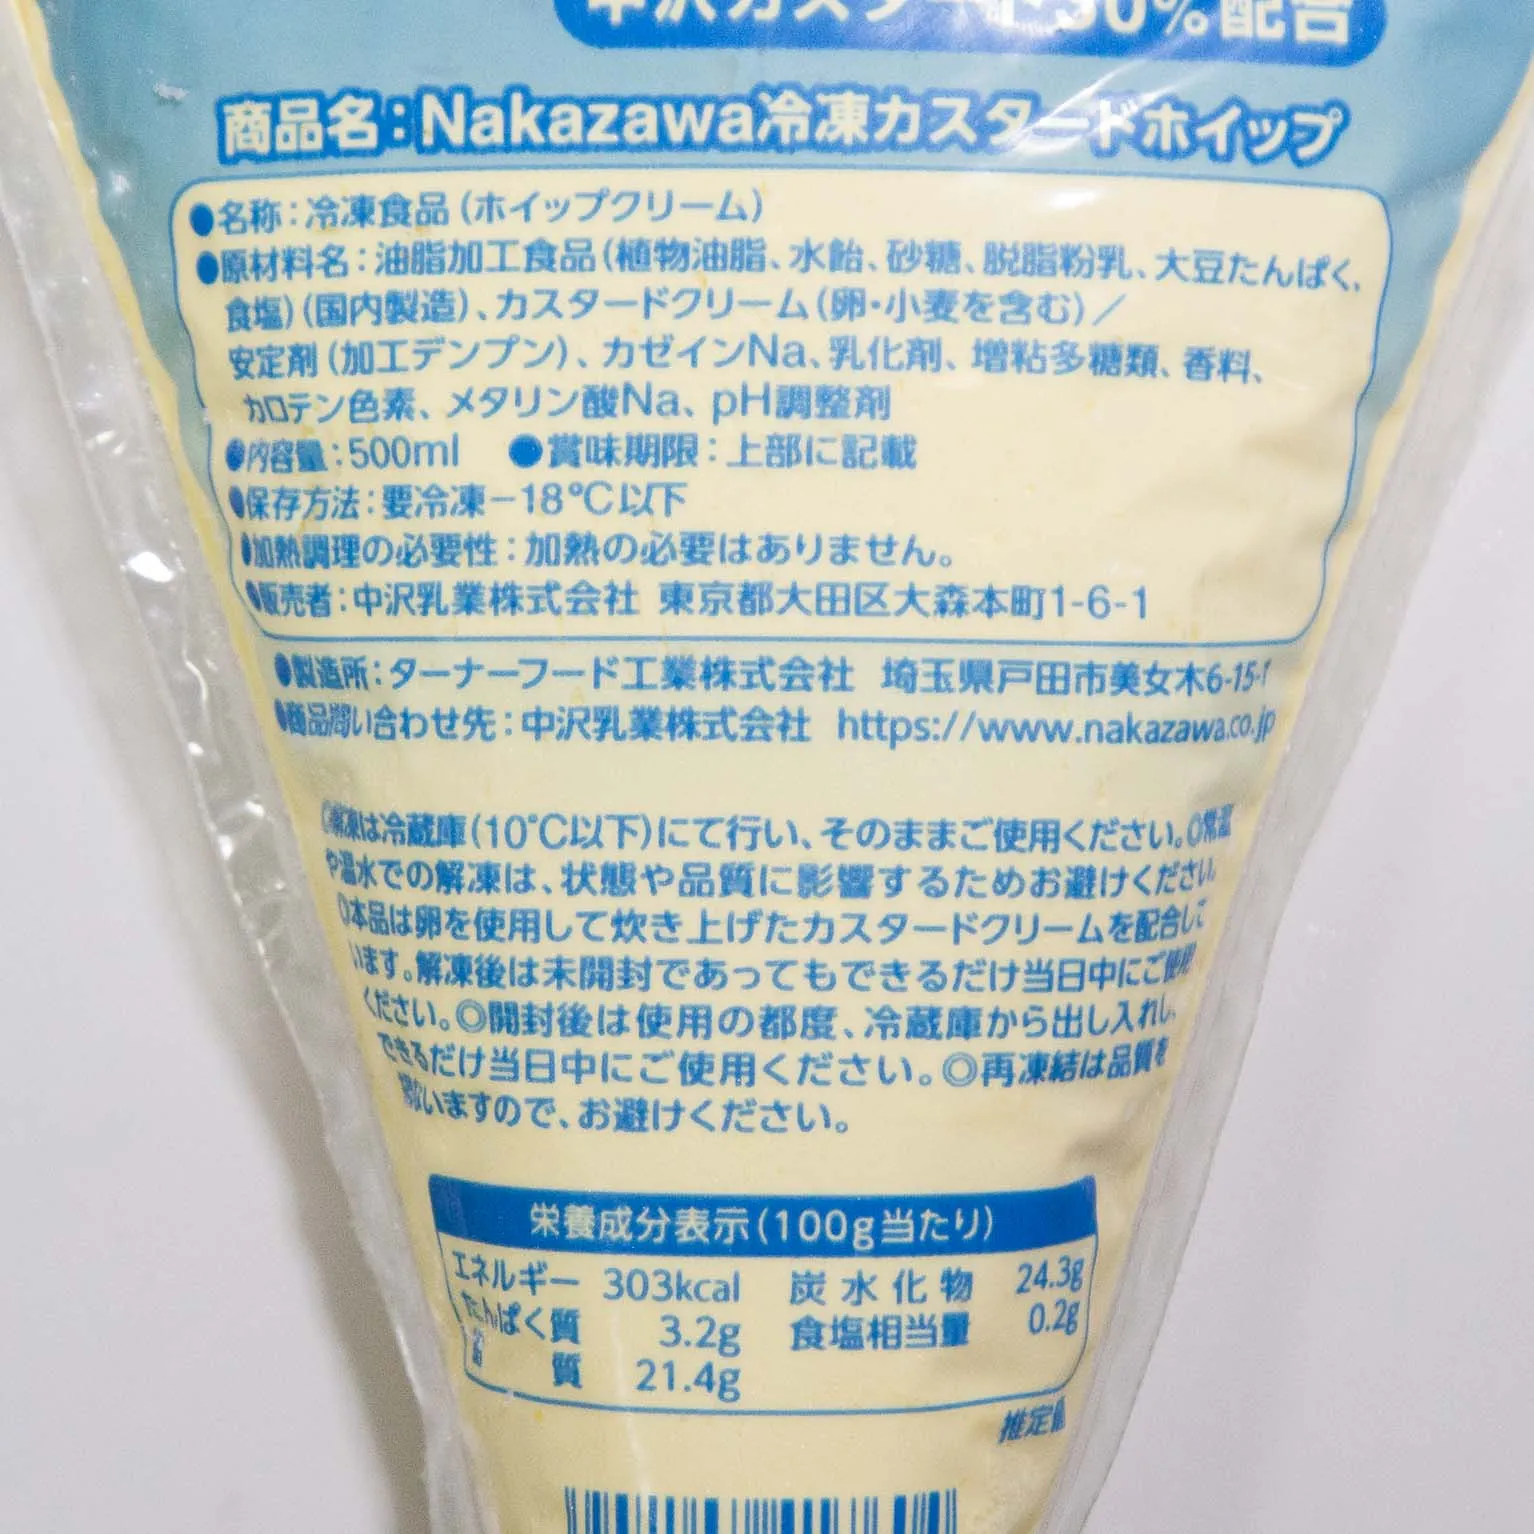 中沢カスタード30%配合
商品名：Nakazawa冷凍カスタードホイップ
●名称：冷凍食品（ホイップクリーム）
●原材料名：油脂加工食品（植物油脂、水飴、砂糖、脱脂粉乳、大豆たんぱく、
食塩）（国内製造）、カスタードクリーム（卵・小麦を含む）／
安定剤（加工デンプン）、カゼインNa、乳化剤、増粘多糖類、香料、
カロテン色素、メタリン酸Na、pH調整剤
●内容量：500ml ●賞味期限：上部に記載
●保存方法：要冷凍−18℃以下
●加熱調理の必要性：加熱の必要はありません。
●販売者：中沢乳業株式会社 東京都大田区大森本町1-6-1
●製造所：ターナーフード工業株式会社 埼玉県戸田市美女木6-15-1
●商品問い合わせ先：中沢乳業株式会社 https://www.nakazawa.co.jp
◎解凍は冷蔵庫（10℃以下）にて行い、そのままご使用ください。◎常温
や温水での解凍は、状態や品質に影響するためお避けください。
◎本品は卵を使用して炊き上げたカスタードクリームを配合して
います。解凍後は未開封であってもできるだけ当日中にご使用
ください。◎開封後は使用の都度、冷蔵庫から出し入れし、
できるだけ当日中にご使用ください。◎再凍結は品質を
損ないますので、お避けください。
栄養成分表示（100g当たり）
エネルギー 303kcal 炭水化物 24.3g
たんぱく質 3.2g 食塩相当量 0.2g
脂質 21.4g
推定値